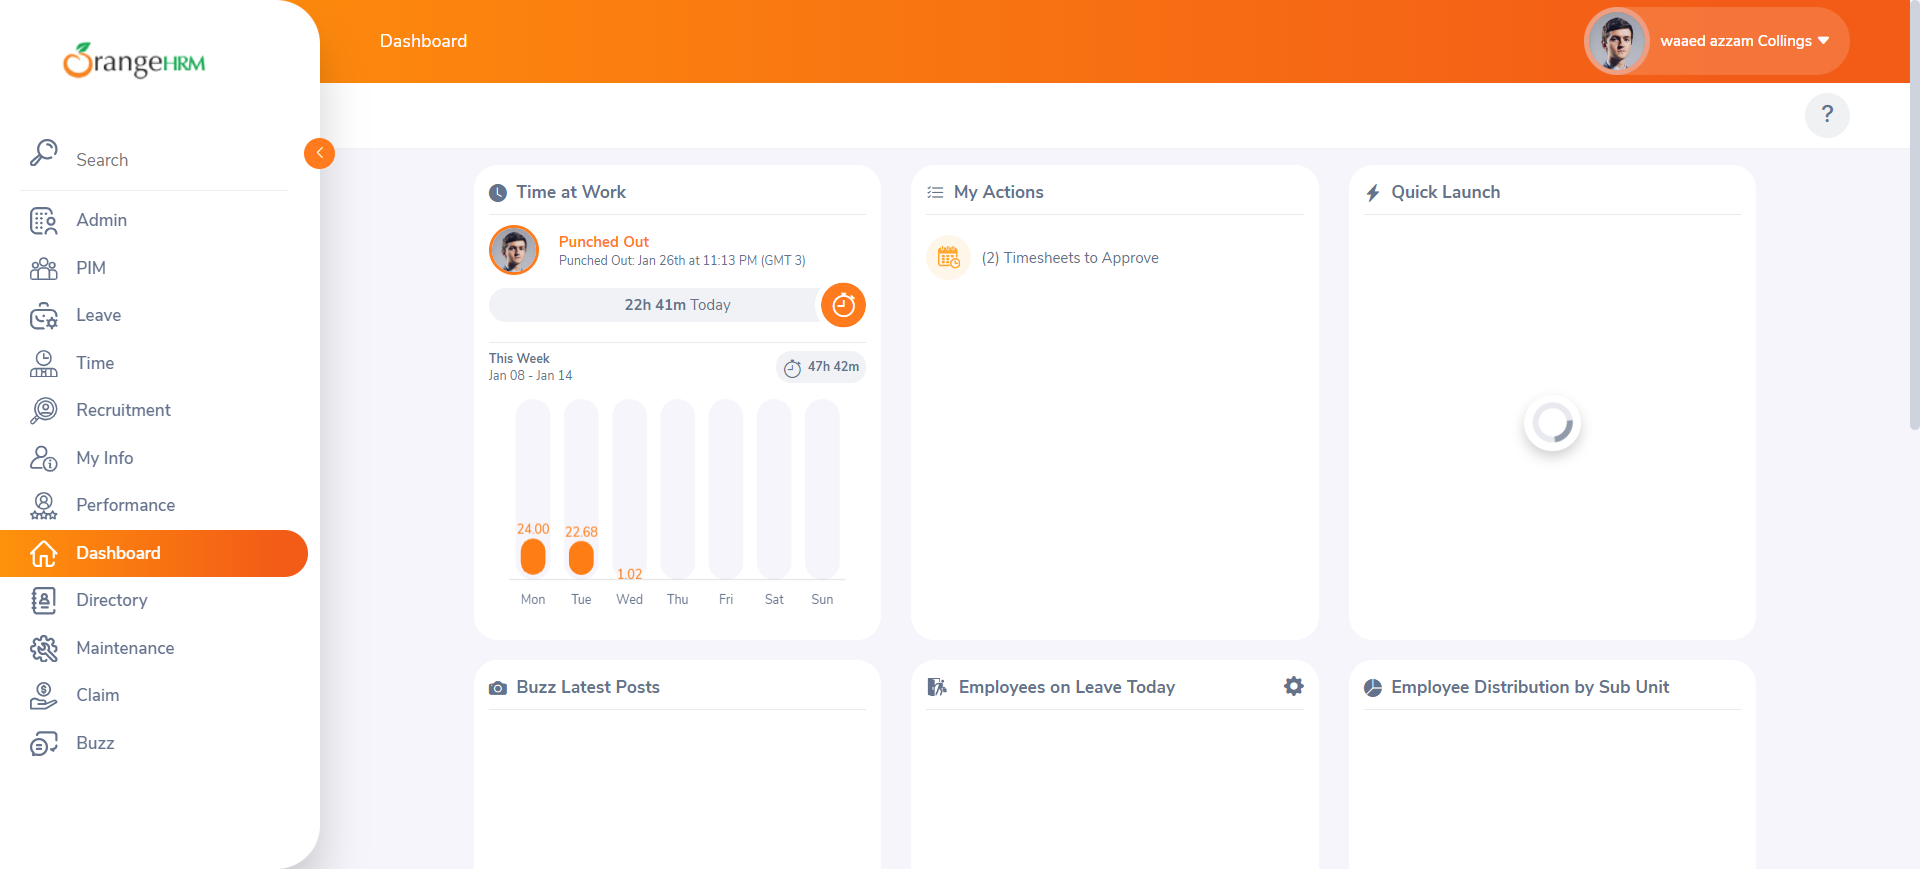 OrangeHRM
Dashboard
waaed azzam Collings
?
Search
Admin
PIM
Leave
Time
Recruitment
My Info
Performance
Dashboard
Directory
Maintenance
Claim
Buzz
Time at Work
Punched Out
Punched Out: Jan 26th at 11:13 PM (GMT 3)
22h 41m Today
This Week
Jan 08 - Jan 14
47h 42m
24.00
22.68
1.02
Mon Tue Wed Thu Fri Sat Sun
My Actions
(2) Timesheets to Approve
Quick Launch
Buzz Latest Posts
Employees on Leave Today
Employee Distribution by Sub Unit